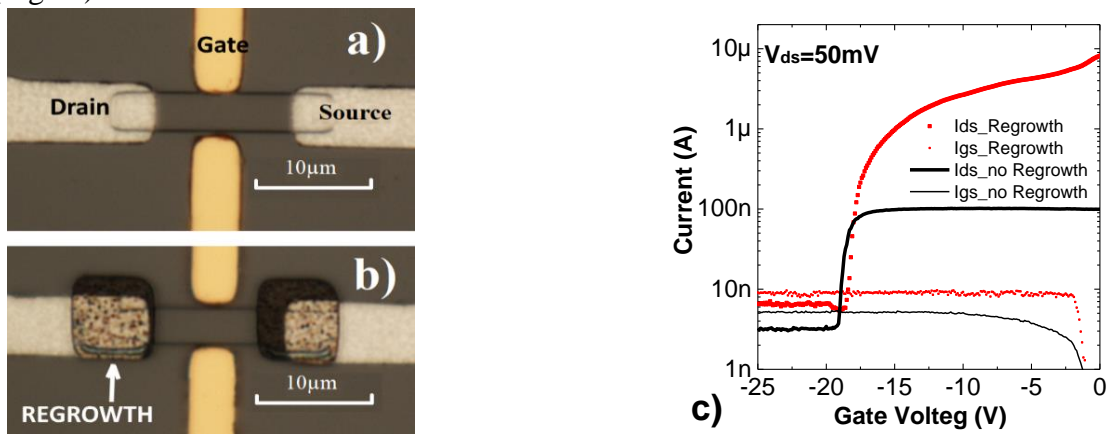 a)
Gate
Drain
Source
10µm
b)
10µm
REGROWTH
10µ
1µ
100n
10n
1n
Current (A)
Vds=50mV
Ids_Regrowth
Igs_Regrowth
Ids_no Regrowth
Igs_no Regrowth
-25 -20 -15 -10 -5 0
Gate Volteg (V)
c)